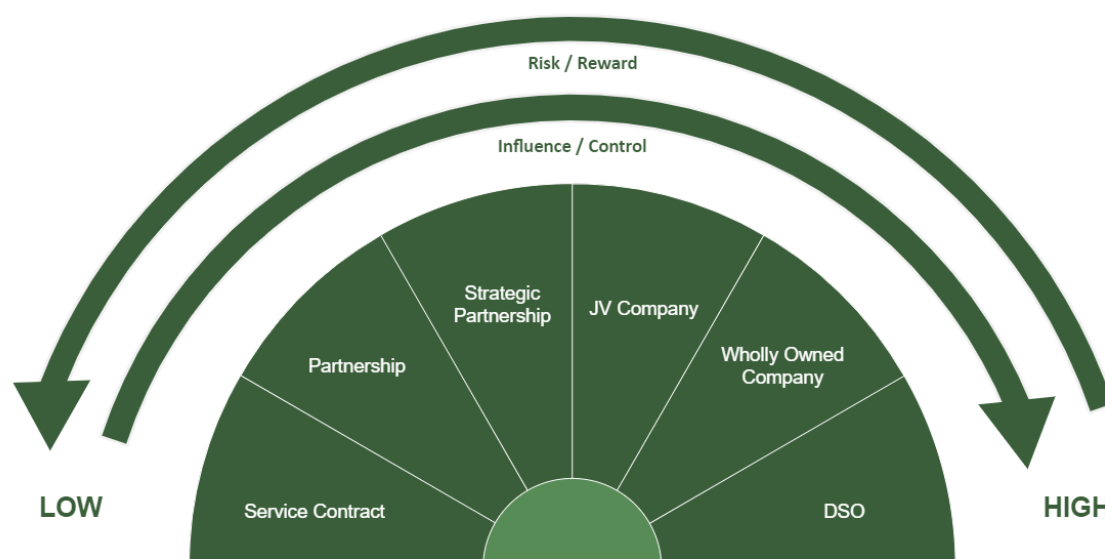 Risk / Reward
Influence / Control
Strategic
Partnership
JV Company
Partnership
Wholly Owned
Company
Service Contract
DSO
LOW
HIGH